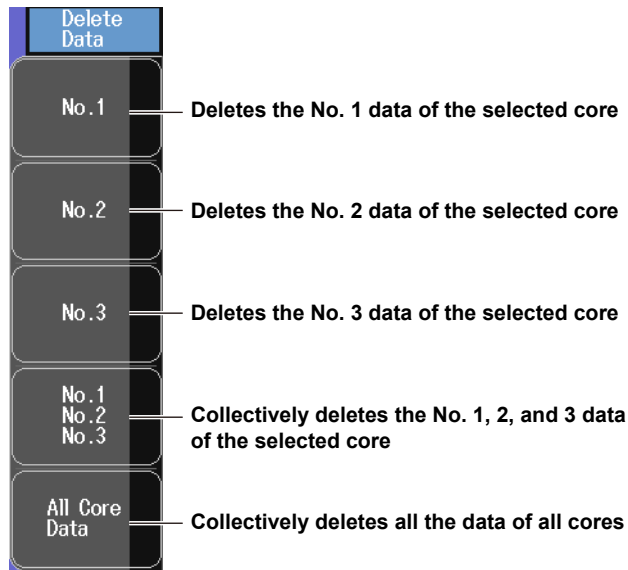 Delete
Data
No.1
Deletes the No. 1 data of the selected core
No.2
Deletes the No. 2 data of the selected core
No.3
Deletes the No. 3 data of the selected core
No.1
No.2
No.3
Collectively deletes the No. 1, 2, and 3 data
of the selected core
All Core
Data
Collectively deletes all the data of all cores